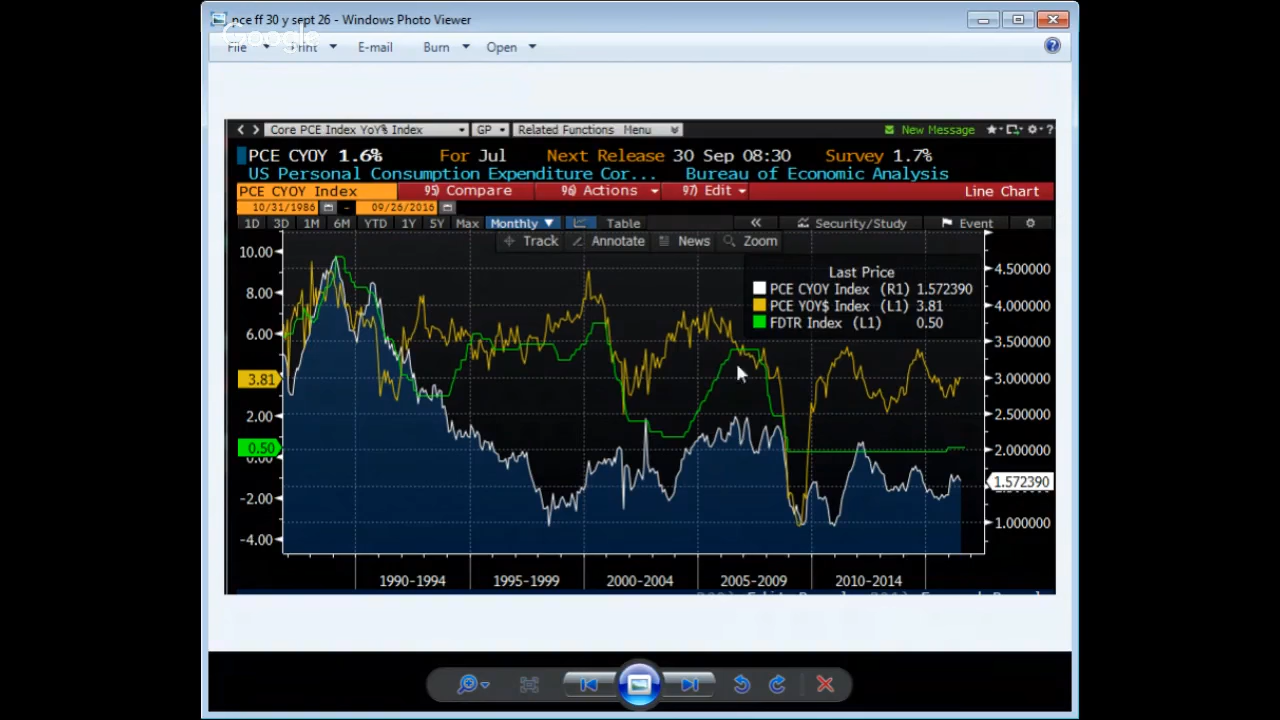 pce ff 30 y sept 26 - Windows Photo Viewer
Google
File Print E-mail Burn Open
Core PCE Index YoY% Index GP Related Functions Menu New Message
PCE CYOY 1.6% For Jul Next Release 30 Sep 08:30 Survey 1.7%
US Personal Consumption Expenditure Cor... Bureau of Economic Analysis
PCE CYOY Index 95) Compare 96) Actions 97) Edit Line Chart
10/31/1986 - 09/26/2016
1D 3D 1M 6M YTD 1Y 5Y Max Monthly Table Security/Study Event
Track Annotate News Zoom
10.00
8.00
6.00
3.81
2.00
0.50
0.00
-2.00
-4.00
Last Price
PCE CYOY Index (R1) 1.572390
PCE YOY$ Index (L1) 3.81
FDTR Index (L1) 0.50
4.500000
4.000000
3.500000
3.000000
2.500000
2.000000
1.572390
1.000000
1990-1994 1995-1999 2000-2004 2005-2009 2010-2014